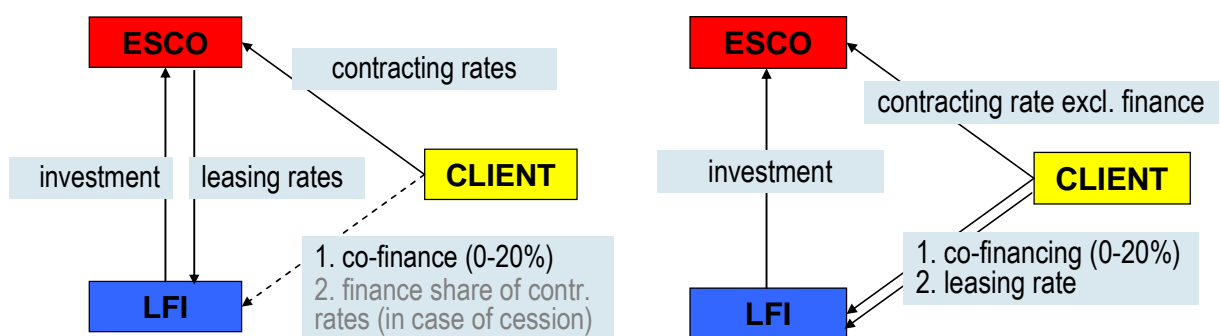 ESCO
contracting rates
investment
leasing rates
CLIENT
1. co-finance (0-20%)
2. finance share of contr.
rates (in case of cession)
LFI
ESCO
contracting rate excl. finance
investment
CLIENT
1. co-financing (0-20%)
2. leasing rate
LFI